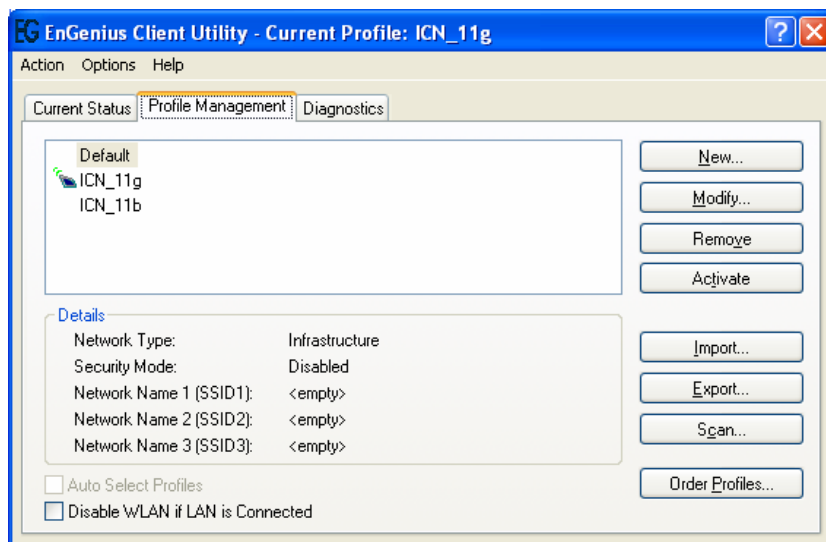 EG EnGenius Client Utility - Current Profile: ICN_11g
Action Options Help
Current Status Profile Management Diagnostics
Default
ICN_11g
ICN_11b
New...
Modify...
Remove
Activate
Details
Network Type: Infrastructure
Security Mode: Disabled
Network Name 1 (SSID1): <empty>
Network Name 2 (SSID2): <empty>
Network Name 3 (SSID3): <empty>
Import...
Export...
Scan...
Order Profiles...
Auto Select Profiles
Disable WLAN if LAN is Connected